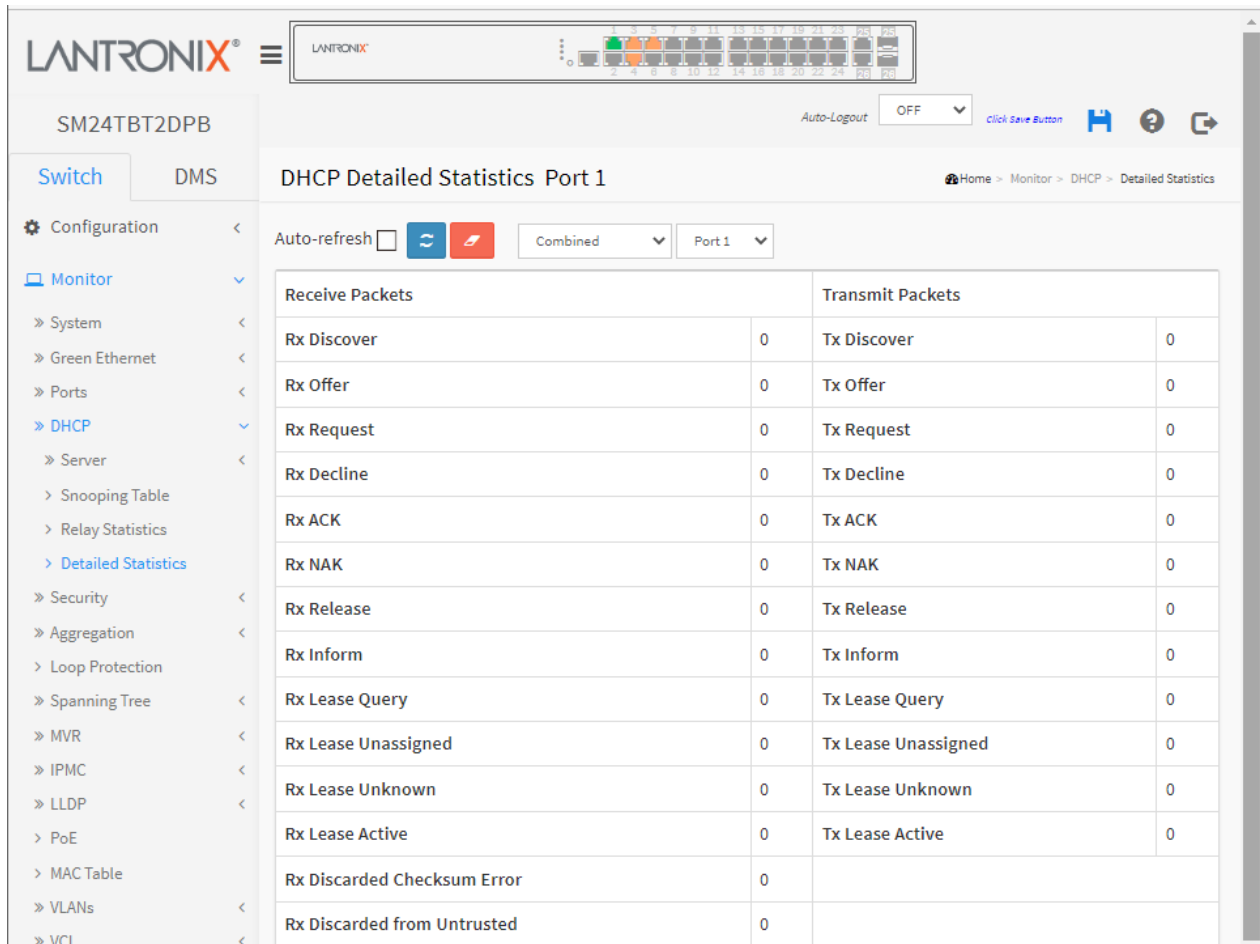 LANTRONIX®
LANTRONIX®
1 3 5 7 9 11 13 15 17 19 21 23 25 25
2 4 6 8 10 12 14 16 18 20 22 24 26 26
SM24TBT2DPB
Auto-Logout OFF Click Save Button
Switch DMS
DHCP Detailed Statistics Port 1
Home > Monitor > DHCP > Detailed Statistics
Configuration
Monitor
System
Green Ethernet
Ports
DHCP
Server
Snooping Table
Relay Statistics
Detailed Statistics
Security
Aggregation
Loop Protection
Spanning Tree
MVR
IPMC
LLDP
PoE
MAC Table
VLANs
VCL
Auto-refresh Combined Port 1
Receive Packets Transmit Packets
Rx Discover 0 Tx Discover 0
Rx Offer 0 Tx Offer 0
Rx Request 0 Tx Request 0
Rx Decline 0 Tx Decline 0
Rx ACK 0 Tx ACK 0
Rx NAK 0 Tx NAK 0
Rx Release 0 Tx Release 0
Rx Inform 0 Tx Inform 0
Rx Lease Query 0 Tx Lease Query 0
Rx Lease Unassigned 0 Tx Lease Unassigned 0
Rx Lease Unknown 0 Tx Lease Unknown 0
Rx Lease Active 0 Tx Lease Active 0
Rx Discarded Checksum Error 0
Rx Discarded from Untrusted 0